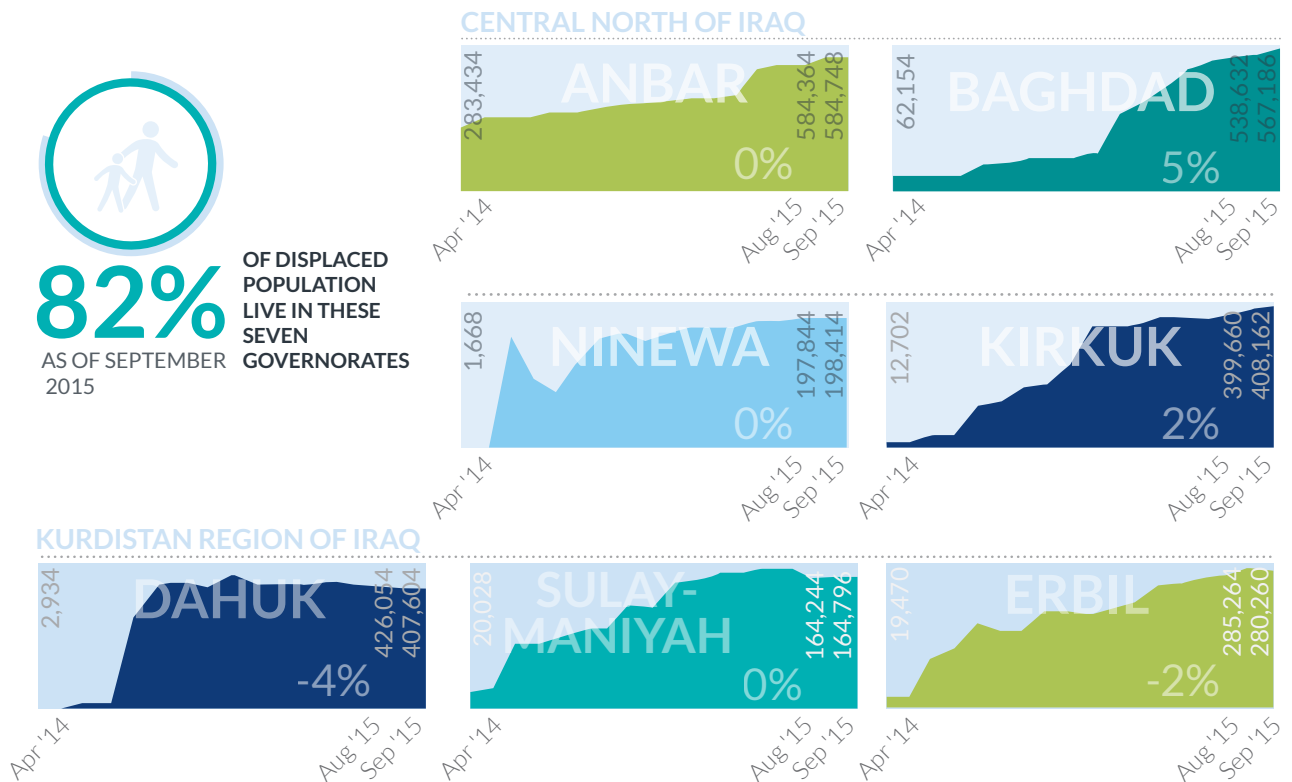 CENTRAL NORTH OF IRAQ
82%
AS OF SEPTEMBER
2015
OF DISPLACED
POPULATION
LIVE IN THESE
SEVEN
GOVERNORATES
ANBAR
283,434
584,364
584,748
0%
Apr '14
Aug '15
Sep '15
BAGHDAD
62,154
538,632
567,186
5%
Apr '14
Aug '15
Sep '15
NINEWA
1,668
197,844
198,414
0%
Apr '14
Aug '15
Sep '15
KIRKUK
12,702
399,660
408,162
2%
Apr '14
Aug '15
Sep '15
KURDISTAN REGION OF IRAQ
DAHUK
2,934
426,054
407,604
-4%
Apr '14
Aug '15
Sep '15
SULAY-
MANIYAH
20,028
164,244
164,796
0%
Apr '14
Aug '15
Sep '15
ERBIL
19,470
285,264
280,260
-2%
Apr '14
Aug '15
Sep '15